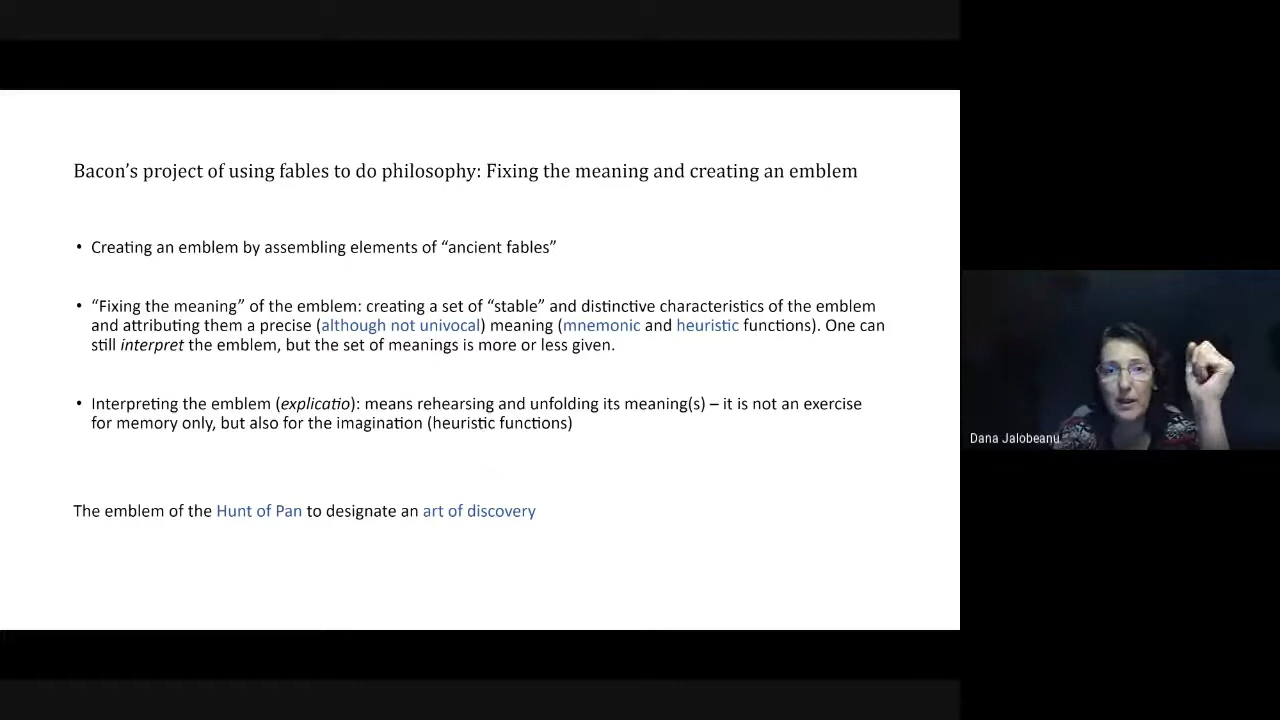 Bacon’s project of using fables to do philosophy: Fixing the meaning and creating an emblem
• Creating an emblem by assembling elements of “ancient fables”
• “Fixing the meaning” of the emblem: creating a set of “stable” and distinctive characteristics of the emblem
and attributing them a precise (although not univocal) meaning (mnemonic and heuristic functions). One can
still interpret the emblem, but the set of meanings is more or less given.
• Interpreting the emblem (explicatio): means rehearsing and unfolding its meaning(s) – it is not an exercise
for memory only, but also for the imagination (heuristic functions)
The emblem of the Hunt of Pan to designate an art of discovery
Dana Jalobeanu